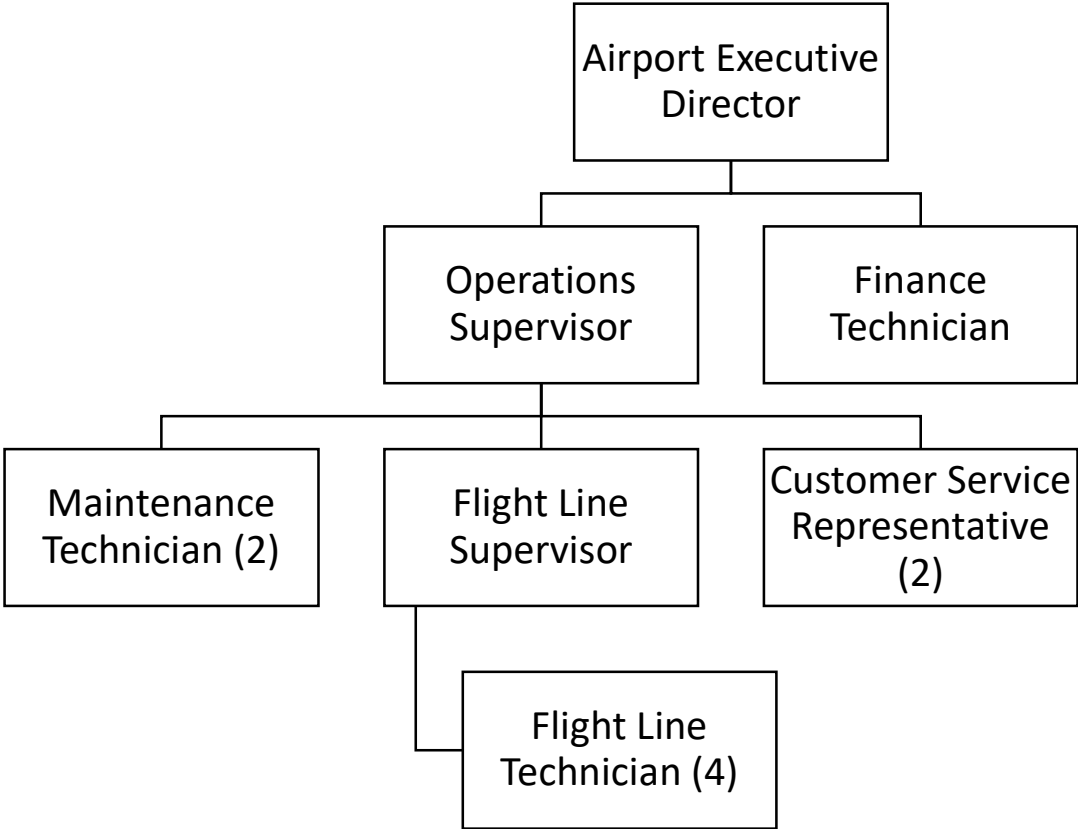 Airport Executive
Director
Operations
Supervisor
Finance
Technician
Maintenance
Technician (2)
Flight Line
Supervisor
Customer Service
Representative
(2)
Flight Line
Technician (4)